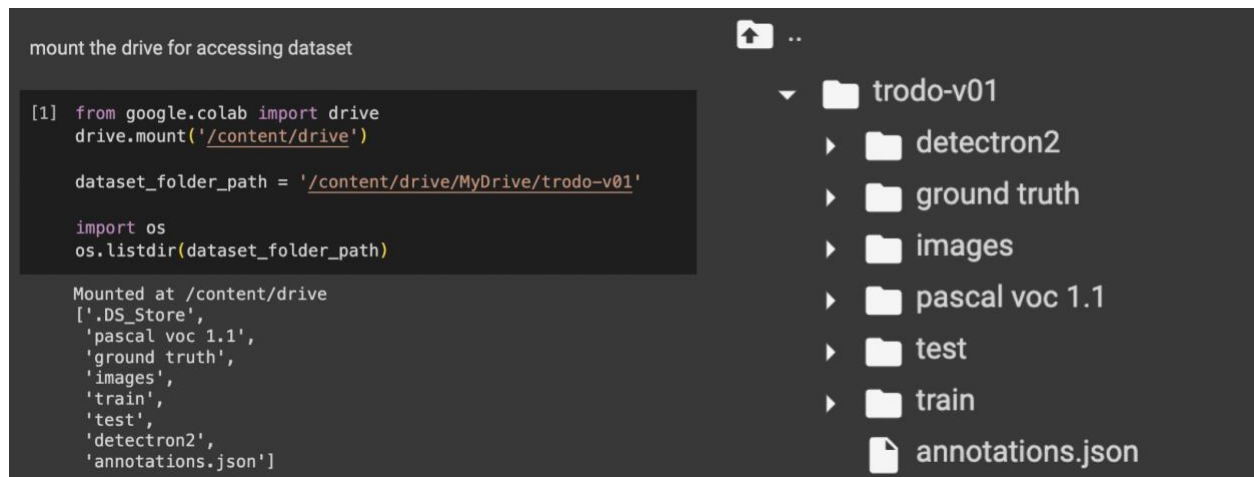 mount the drive for accessing dataset
[1] from google.colab import drive
drive.mount('/content/drive')
dataset_folder_path = '/content/drive/MyDrive/trodo-v01'
import os
os.listdir(dataset_folder_path)
Mounted at /content/drive
['.DS_Store',
'pascal voc 1.1',
'ground truth',
'images',
'train',
'test',
'detectron2',
'annotations.json']
..
trodo-v01
detectron2
ground truth
images
pascal voc 1.1
test
train
annotations.json